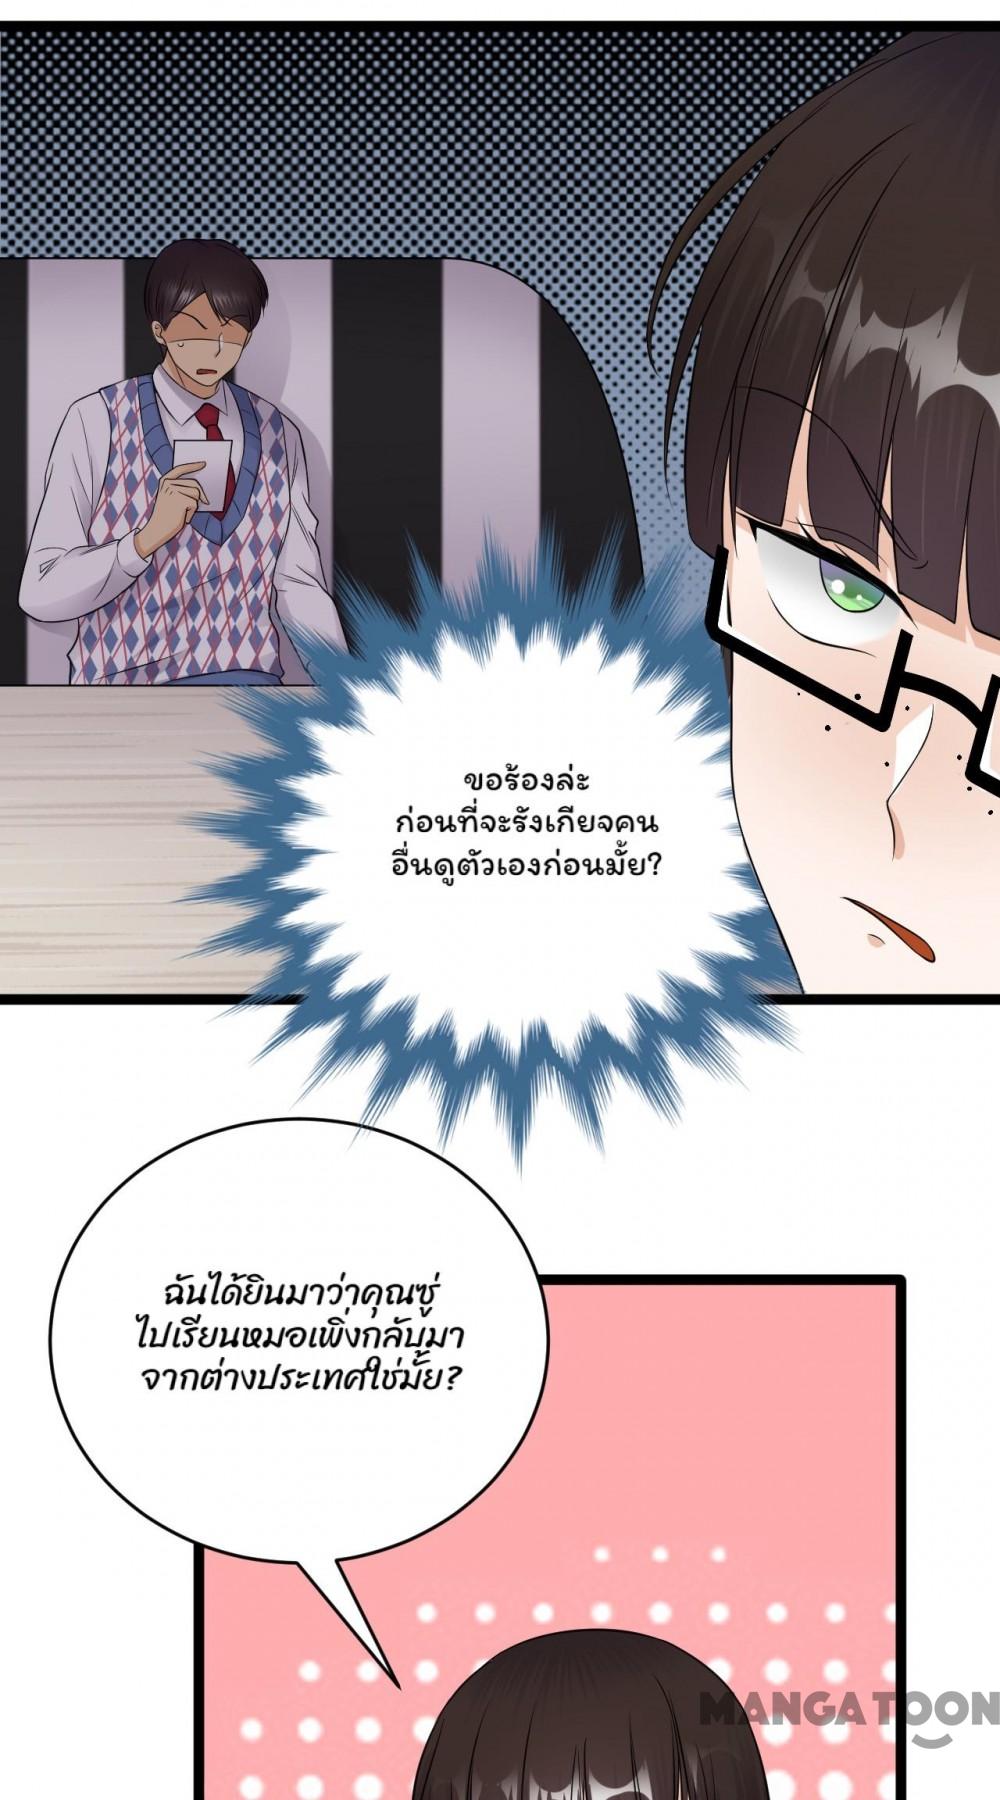 ขอร้องล่ะ
ก่อนที่จะรังเกียจคน
อื่นดูตัวเองก่อนมั้ย?
ฉันได้ยินมาว่าคุณซู
ไปเรียนหมอเพิ่งกลับมา
จากต่างประเทศใช่มั้ย?
MANGATOON